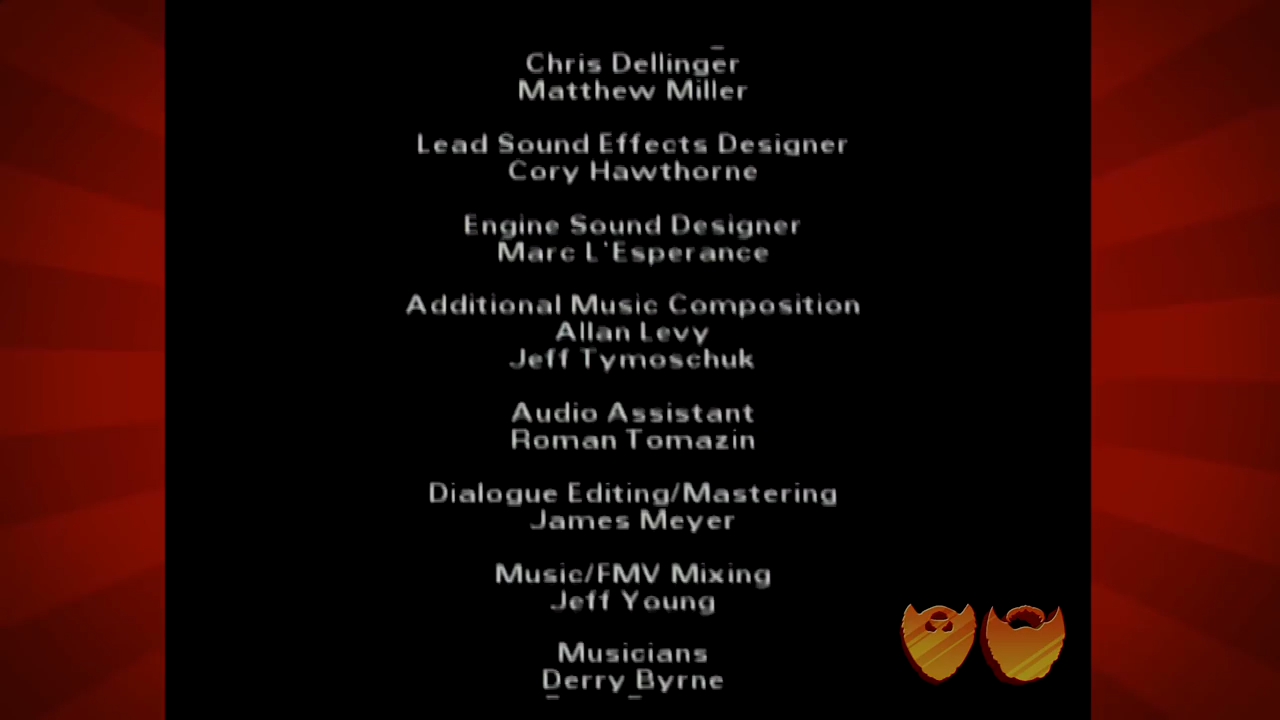 Chris Dellinger
Matthew Miller
Lead Sound Effects Designer
Cory Hawthorne
Engine Sound Designer
Marc L'Esperance
Additional Music Composition
Allan Levy
Jeff Tymoschuk
Audio Assistant
Roman Tomazin
Dialogue Editing/Mastering
James Meyer
Music/FMV Mixing
Jeff Young
Musicians
Derry Byrne